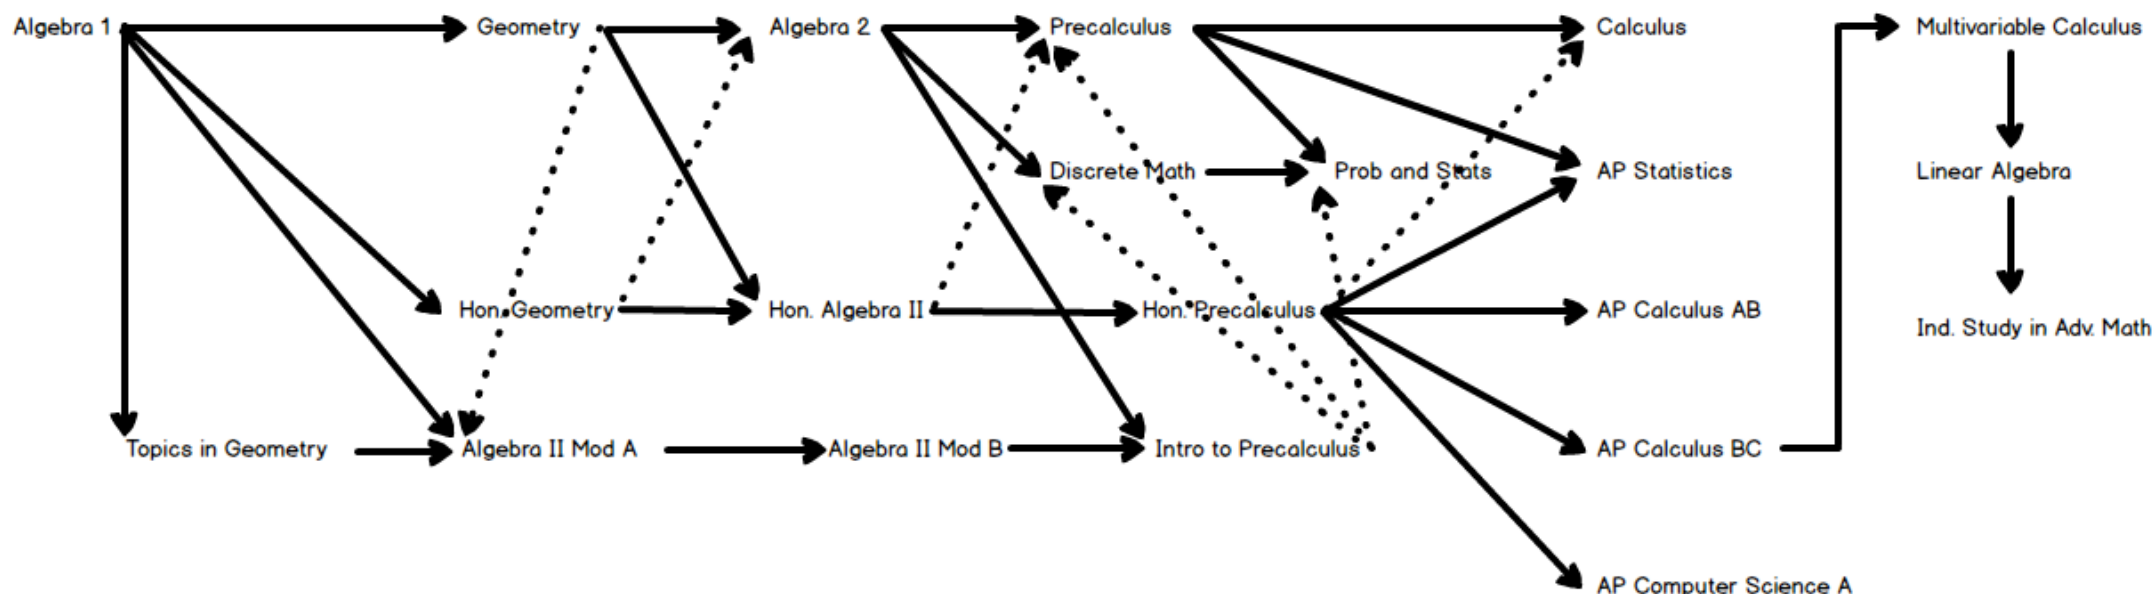 Algebra 1
Geometry
Algebra 2
Precalculus
Calculus
Multivariable Calculus
Discrete Math
Prob and Stats
AP Statistics
Linear Algebra
Hon. Geometry
Hon. Algebra II
Hon. Precalculus
AP Calculus AB
Ind. Study in Adv. Math
Topics in Geometry
Algebra II Mod A
Algebra II Mod B
Intro to Precalculus
AP Calculus BC
AP Computer Science A